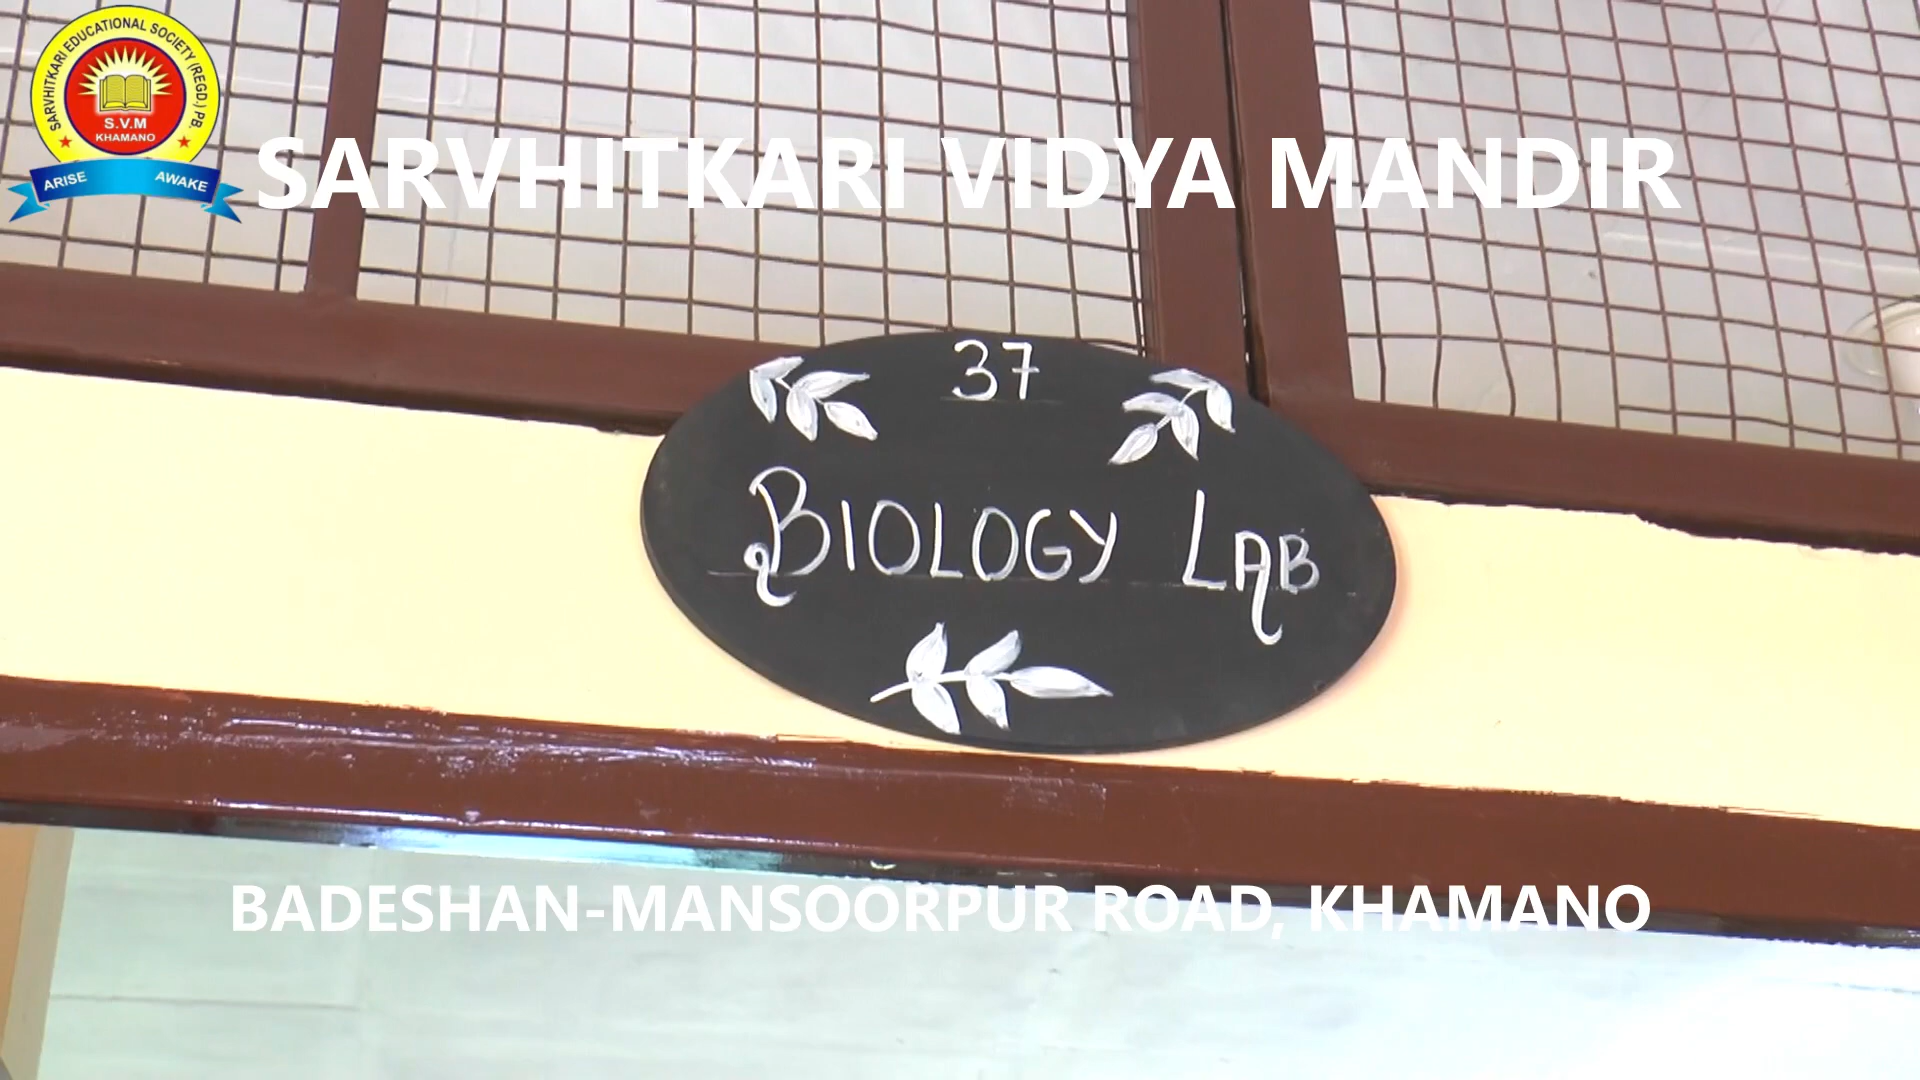 SARVHITKARI EDUCATIONAL SOCIETY (REGD.) PB.
S.V.M
KHAMANO
ARISE AWAKE
SARVHITKARI VIDYA MANDIR
37
BIOLOGY LAB
BADESHAN-MANSOORPUR ROAD, KHAMANO